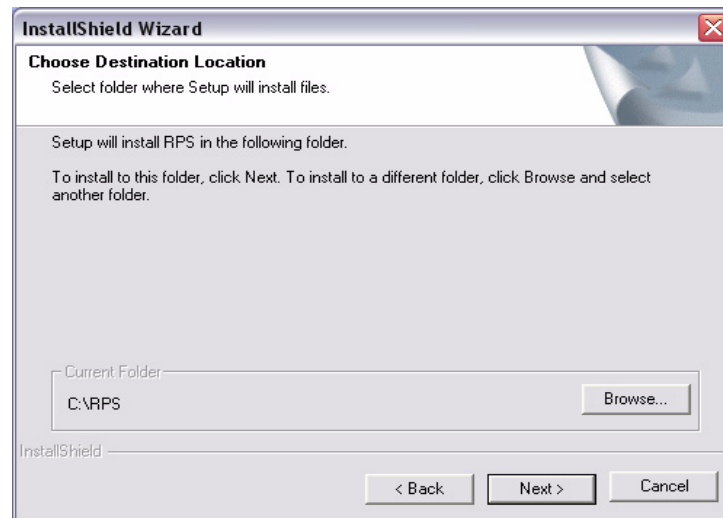 InstallShield Wizard
Choose Destination Location
Select folder where Setup will install files.
Setup will install RPS in the following folder.
To install to this folder, click Next. To install to a different folder, click Browse and select
another folder.
Current Folder
C:\RPS
Browse...
InstallShield
< Back
Next >
Cancel